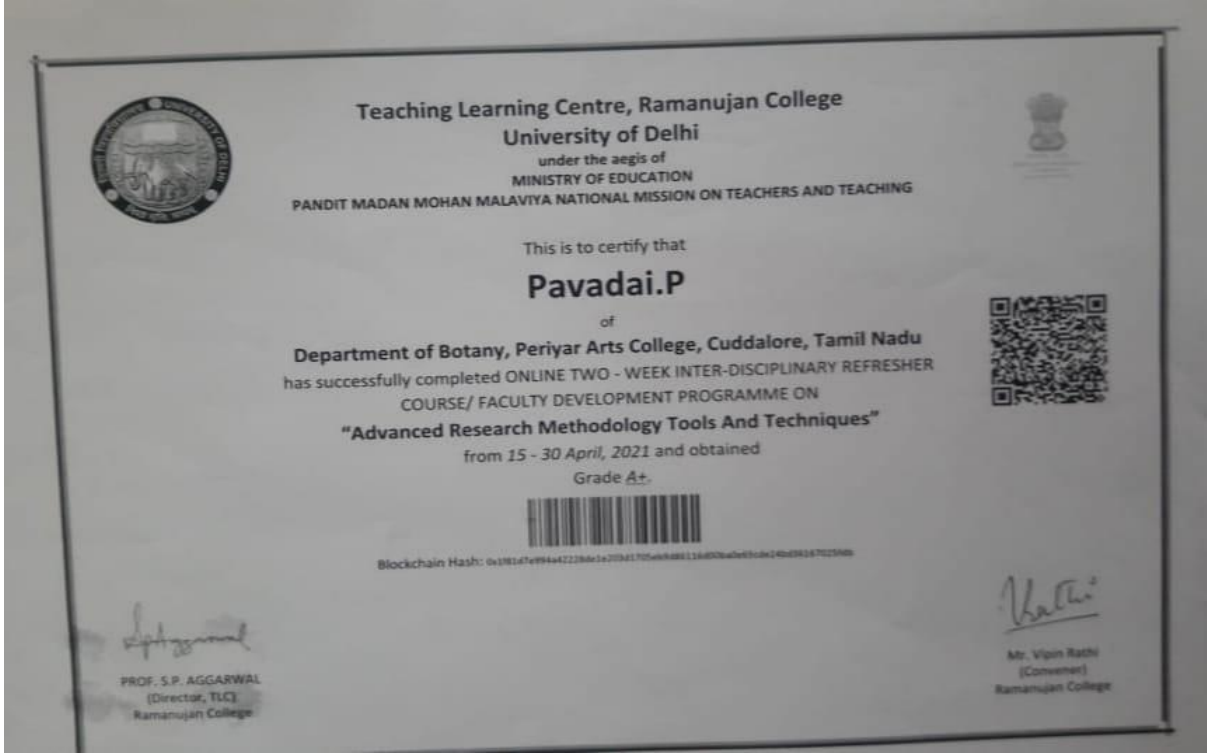 Teaching Learning Centre, Ramanujan College
University of Delhi
under the aegis of
MINISTRY OF EDUCATION
PANDIT MADAN MOHAN MALAVIYA NATIONAL MISSION ON TEACHERS AND TEACHING
This is to certify that
Pavadai.P
of
Department of Botany, Periyar Arts College, Cuddalore, Tamil Nadu
has successfully completed ONLINE TWO - WEEK INTER-DISCIPLINARY REFRESHER
COURSE/ FACULTY DEVELOPMENT PROGRAMME ON
“Advanced Research Methodology Tools And Techniques”
from 15 - 30 April, 2021 and obtained
Grade A+.
Blockchain Hash:
PROF. S.P. AGGARWAL
(Director, TLC)
Ramanujan College
Mr. Vipin Rathi
(Convener)
Ramanujan College